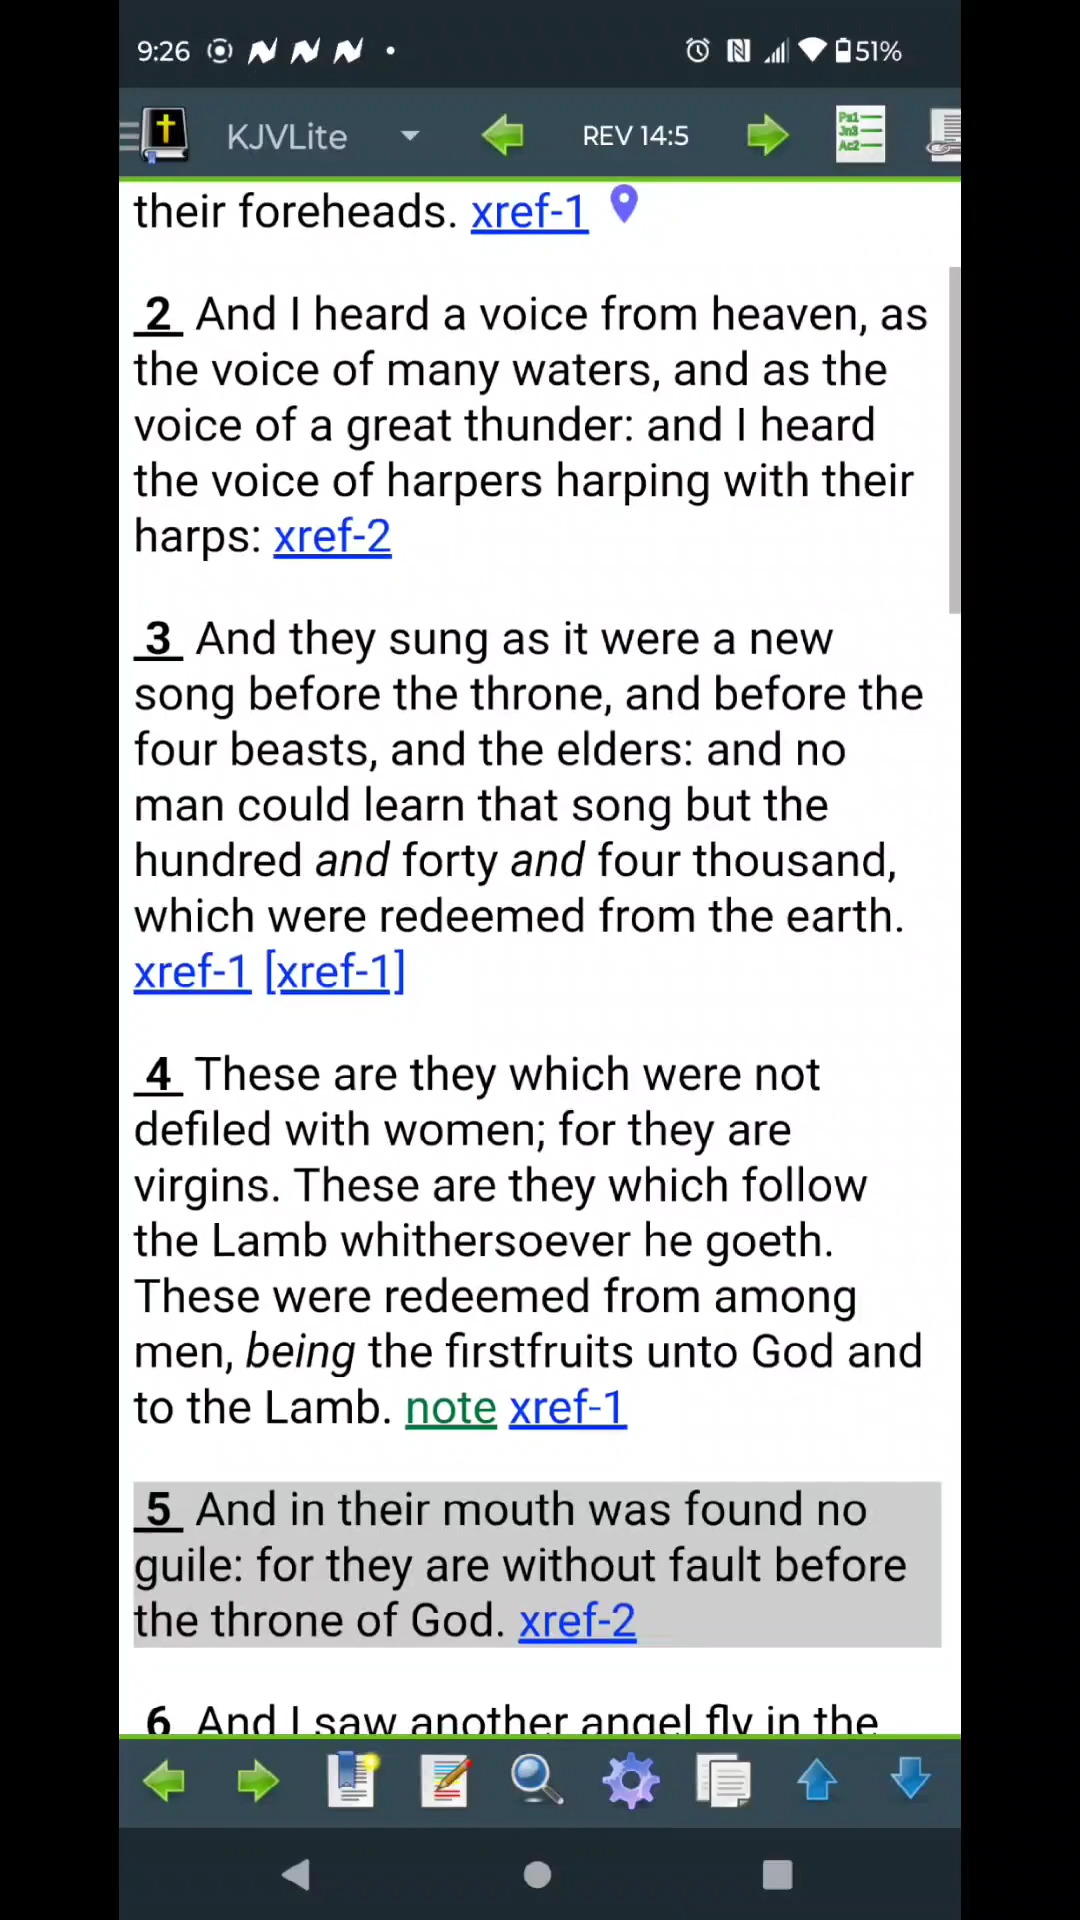 9:26 51%
KJVLite REV 14:5
Ps1
Jn3
Ac2
their foreheads. xref-1
2 And I heard a voice from heaven, as
the voice of many waters, and as the
voice of a great thunder: and I heard
the voice of harpers harping with their
harps: xref-2
3 And they sung as it were a new
song before the throne, and before the
four beasts, and the elders: and no
man could learn that song but the
hundred and forty and four thousand,
which were redeemed from the earth.
xref-1 [xref-1]
4 These are they which were not
defiled with women; for they are
virgins. These are they which follow
the Lamb whithersoever he goeth.
These were redeemed from among
men, being the firstfruits unto God and
to the Lamb. note xref-1
5 And in their mouth was found no
guile: for they are without fault before
the throne of God. xref-2
6 And I saw another angel fly in the